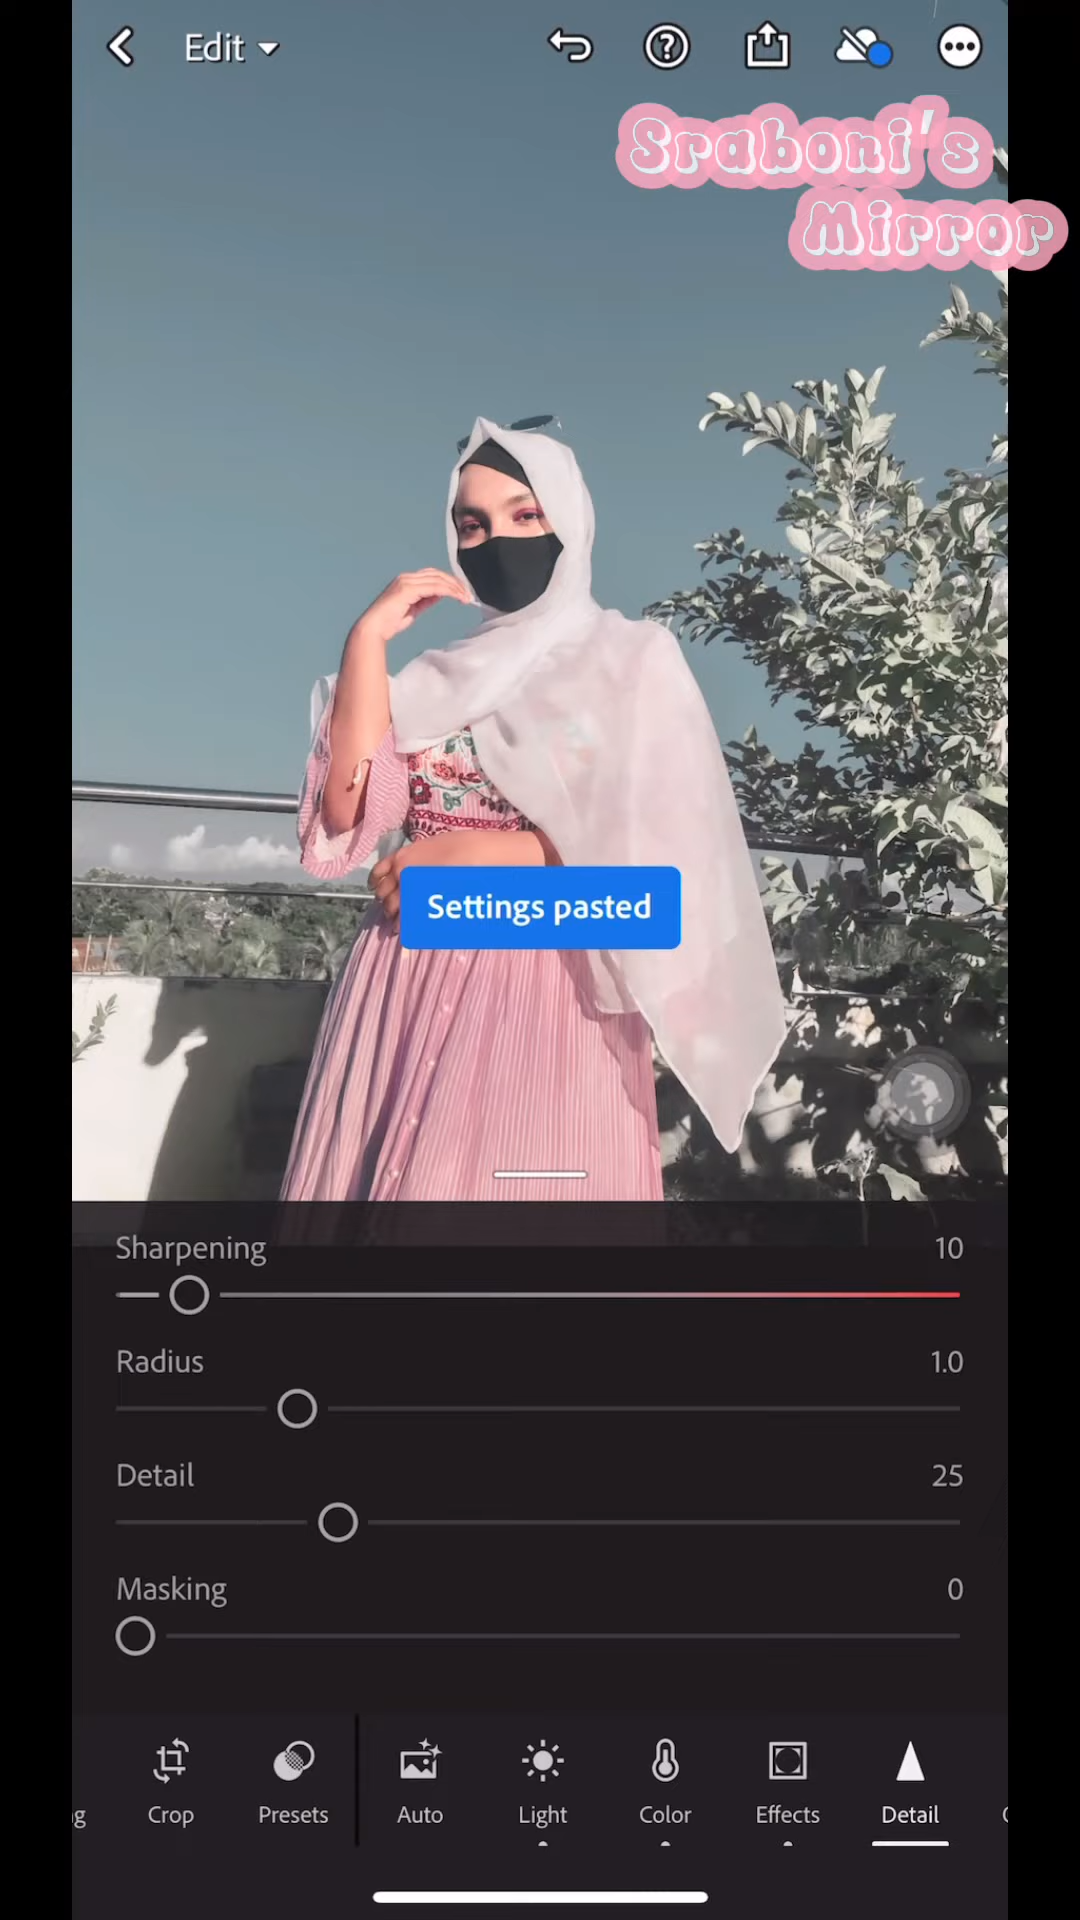 Edit
Sraboni's
Mirror
Settings pasted
Sharpening 10
Radius 1.0
Detail 25
Masking 0
Crop Presets Auto Light Color Effects Detail